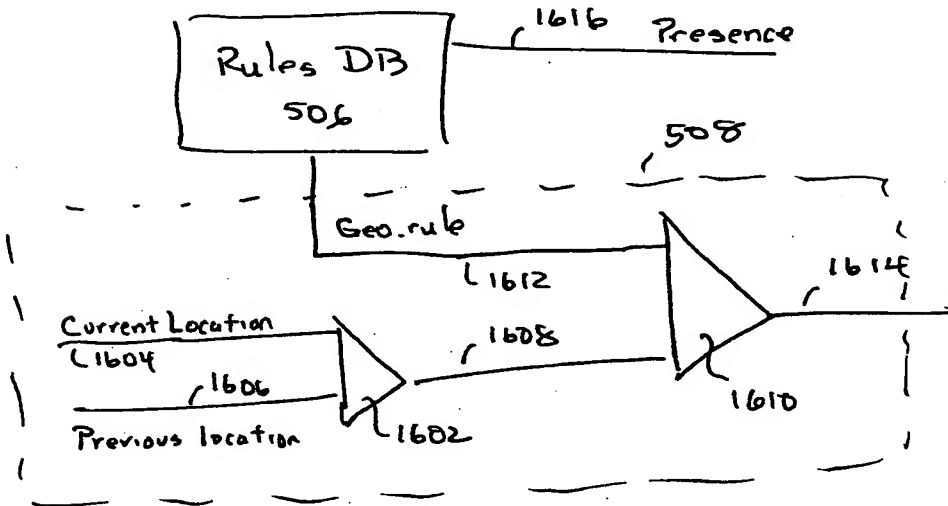 1616 Presence
Rules DB
506
508
Geo.rule
1612
1614
Current Location
1604
1608
1606
1610
Previous location
1602